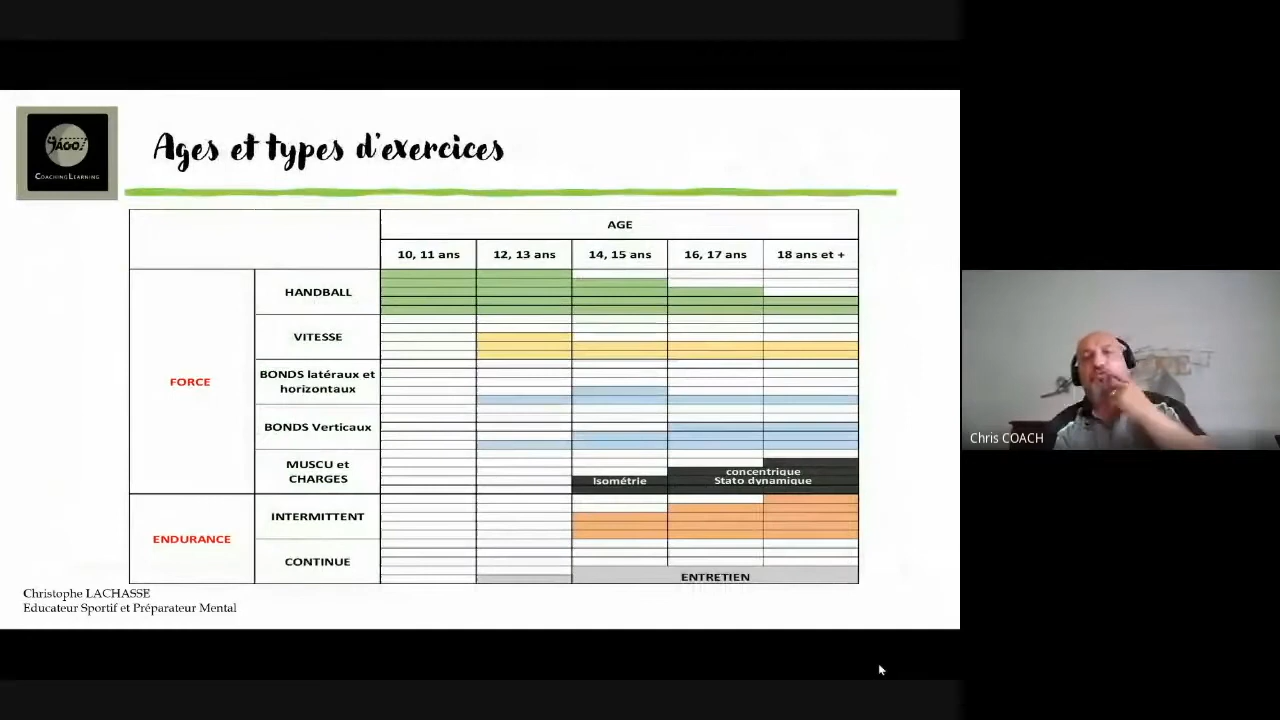 YAGO
COACHINGLEARNING
Ages et types d'exercices
AGE
10, 11 ans
12, 13 ans
14, 15 ans
16, 17 ans
18 ans et +
FORCE
HANDBALL
VITESSE
BONDS latéraux et
horizontaux
BONDS Verticaux
MUSCU et
CHARGES
Isométrie
concentrique
Stato dynamique
ENDURANCE
INTERMITTENT
CONTINUE
ENTRETIEN
Christophe LACHASSE
Educateur Sportif et Préparateur Mental
Chris COACH